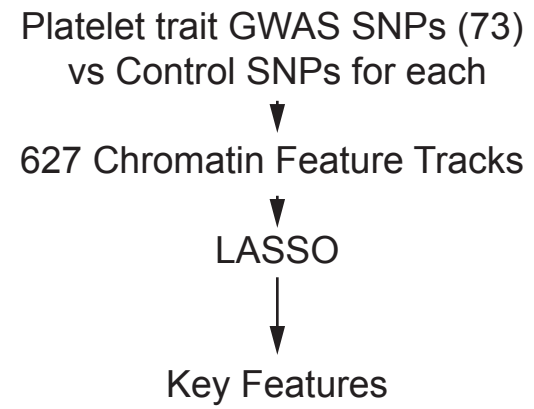 Platelet trait GWAS SNPs (73)
vs Control SNPs for each
627 Chromatin Feature Tracks
LASSO
Key Features